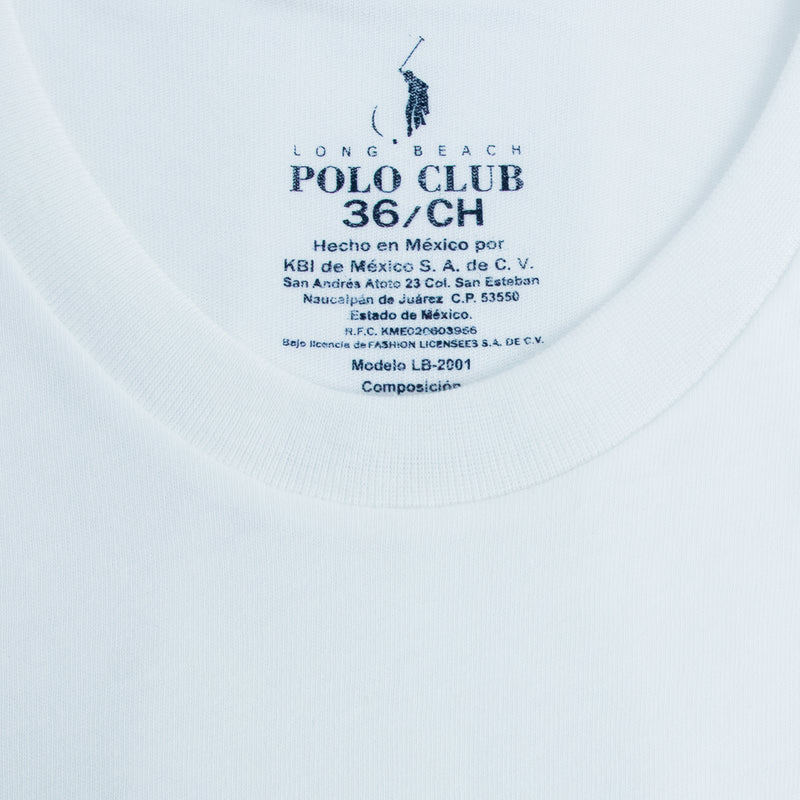 LONG BEACH
POLO CLUB
36/CH
Hecho en México por
KBI de México S. A. de C. V.
San Andrés Atoto 23 Col. San Esteban
Naucalpan de Juárez C.P. 53550
Estado de México.
R.F.C. KME020603956
Bajo licencia de FASHION LICENSEES S.A. DE C.V.
Modelo LB-2001
Composición